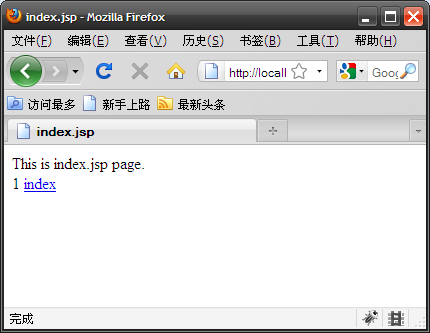 index.jsp - Mozilla Firefox
文件(F) 编辑(E) 查看(V) 历史(S) 书签(B) 工具(T) 帮助(H)
http://locall Goog
访问最多 新手上路 最新头条
index.jsp
This is index.jsp page.
1 index
完成